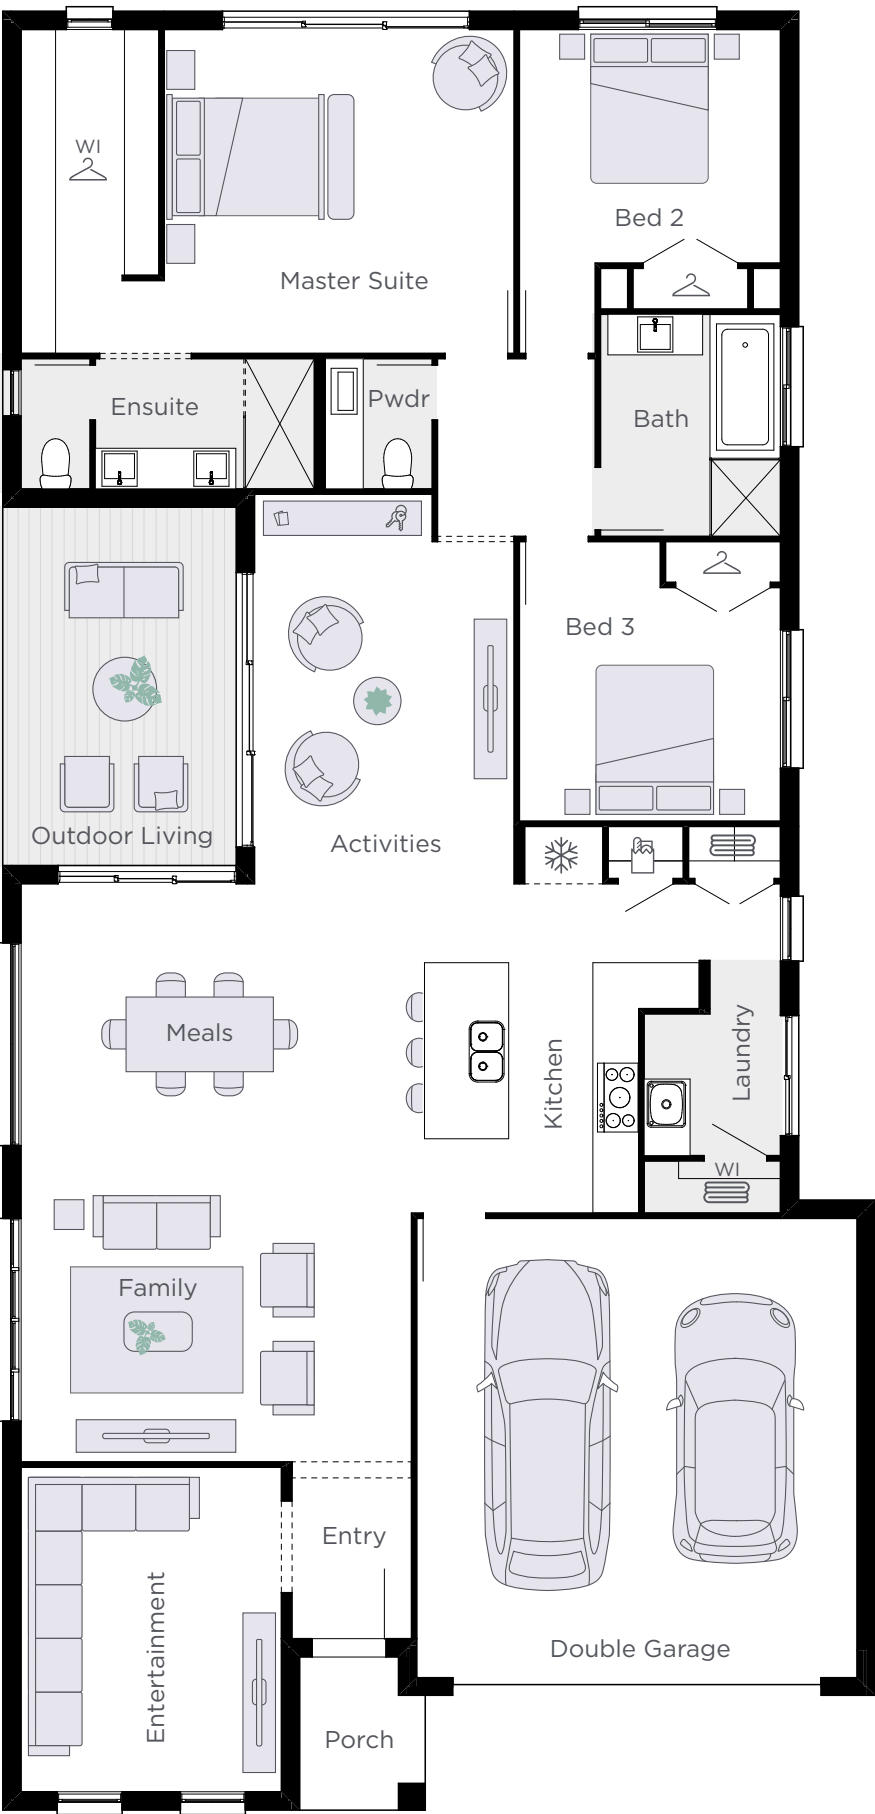 WI
Master Suite
Bed 2
Ensuite
Pwdr
Bath
Bed 3
Outdoor Living
Activities
Meals
Kitchen
Laundry
WI
Family
Entry
Entertainment
Double Garage
Porch